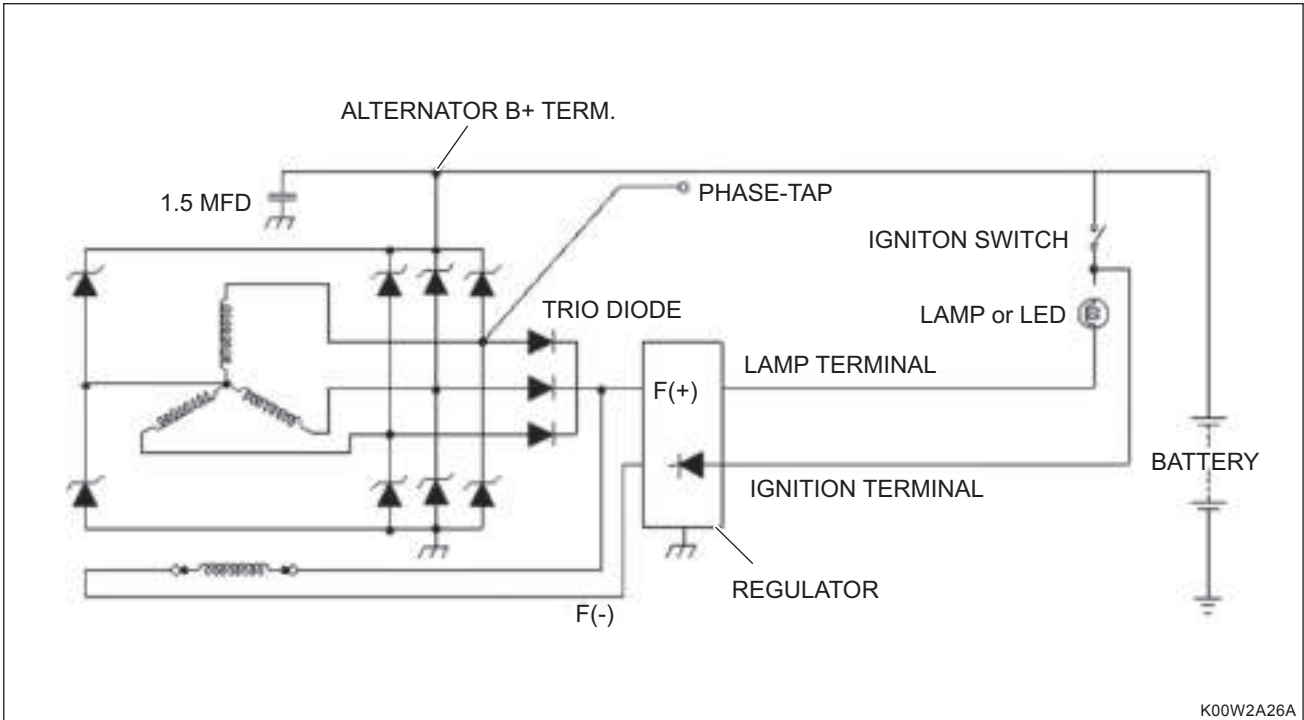 ALTERNATOR B+ TERM.
1.5 MFD
PHASE-TAP
IGNITON SWITCH
TRIO DIODE
LAMP or LED
LAMP TERMINAL
F(+)
BATTERY
IGNITION TERMINAL
REGULATOR
F(-)
K00W2A26A